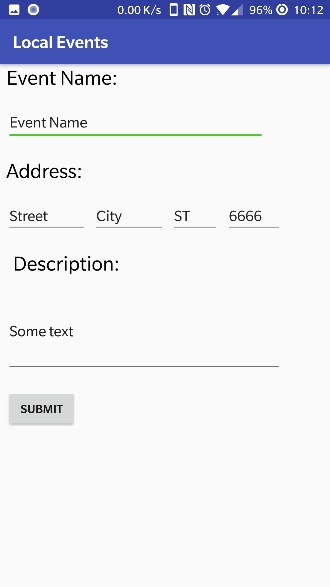 0.00 K/s 96% 10:12
Local Events
Event Name:
Event Name
Address:
Street City ST 6666
Description:
Some text
SUBMIT